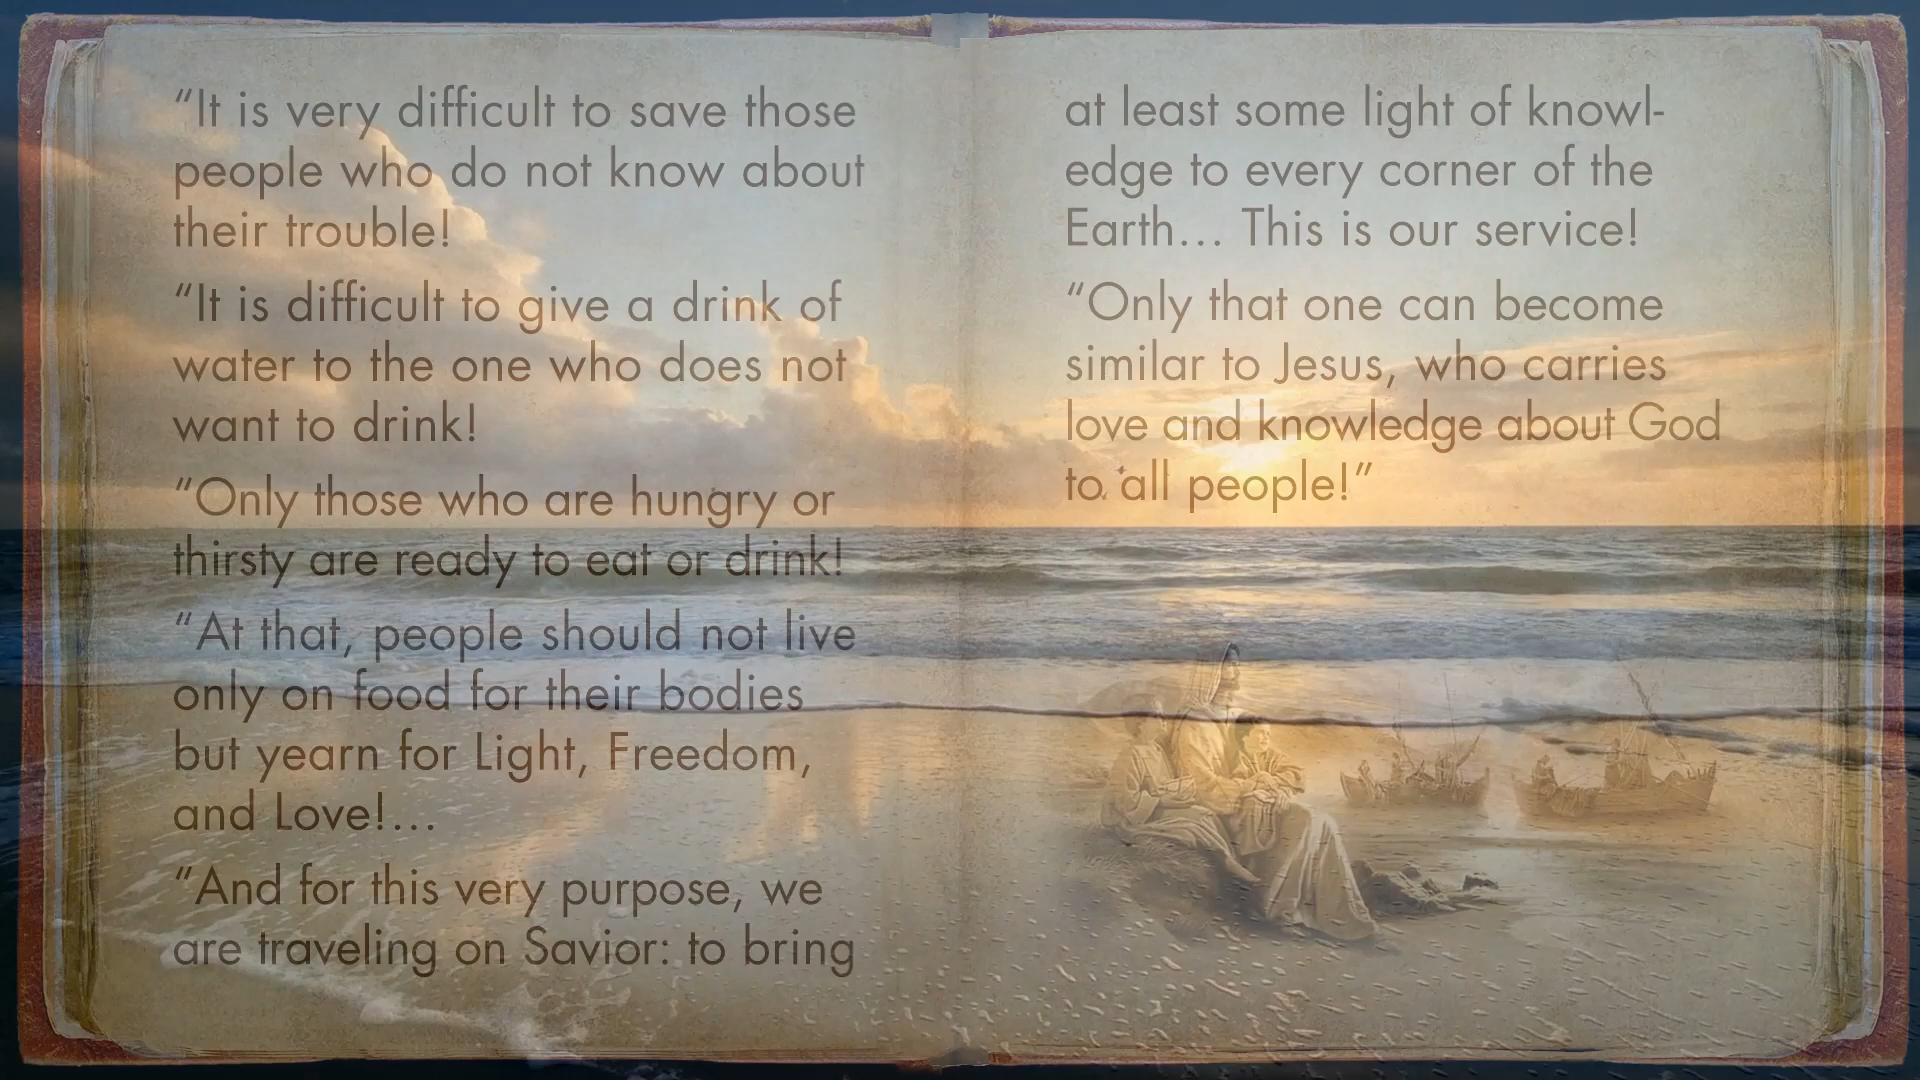 “It is very difficult to save those
people who do not know about
their trouble!
“It is difficult to give a drink of
water to the one who does not
want to drink!
“Only those who are hungry or
thirsty are ready to eat or drink!
“At that, people should not live
only on food for their bodies
but yearn for Light, Freedom,
and Love!…
“And for this very purpose, we
are traveling on Savior: to bring
at least some light of knowl-
edge to every corner of the
Earth… This is our service!
“Only that one can become
similar to Jesus, who carries
love and knowledge about God
to all people!”